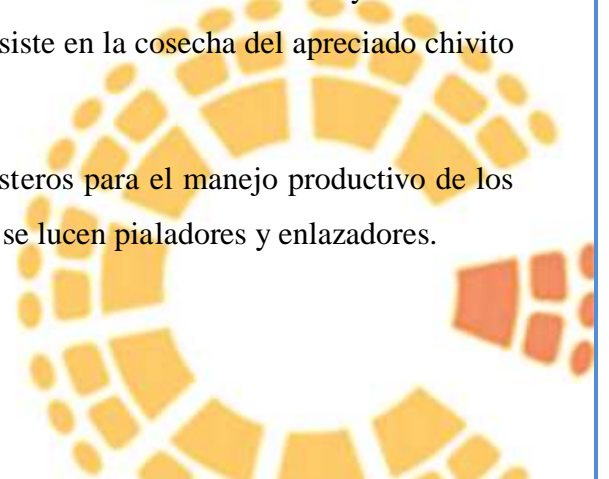 siste en la cosecha del apreciado chivito
steros para el manejo productivo de los
se lucen pialadores y enlazadores.